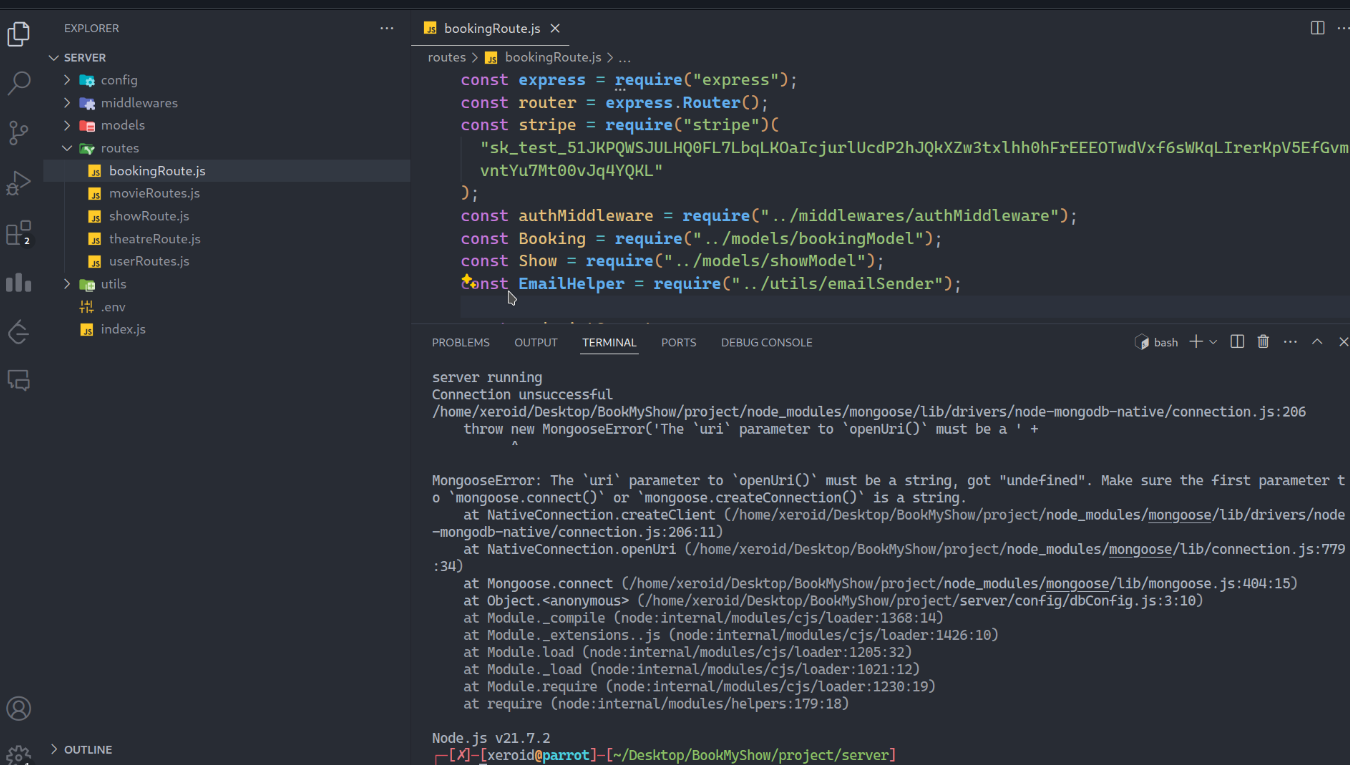 EXPLORER
SERVER
config
middlewares
models
routes
bookingRoute.js
movieRoutes.js
showRoute.js
theatreRoute.js
userRoutes.js
utils
.env
index.js
OUTLINE
2
bookingRoute.js
routes > JS bookingRoute.js > ...
const express = require("express");
const router = express.Router();
const stripe = require("stripe")(
"sk_test_51JKPQWSJULHQ0FL7LbqLKOaIcjurlUcdP2hJQkXZw3txlhh0hFrEEEOTwdVxf6sWKqLIrerKpV5EfGvm
vntYu7Mt00vJq4YQKL"
);
const authMiddleware = require("../middlewares/authMiddleware");
const Booking = require("../models/bookingModel");
const Show = require("../models/showModel");
const EmailHelper = require("../utils/emailSender");
PROBLEMS OUTPUT TERMINAL PORTS DEBUG CONSOLE bash
server running
Connection unsuccessful
/home/xeroid/Desktop/BookMyShow/project/node_modules/mongoose/lib/drivers/node-mongodb-native/connection.js:206
throw new MongooseError('The `uri` parameter to `openUri()` must be a ' +
^
MongooseError: The `uri` parameter to `openUri()` must be a string, got "undefined". Make sure the first parameter t
o `mongoose.connect()` or `mongoose.createConnection()` is a string.
at NativeConnection.createClient (/home/xeroid/Desktop/BookMyShow/project/node_modules/mongoose/lib/drivers/node
-mongodb-native/connection.js:206:11)
at NativeConnection.openUri (/home/xeroid/Desktop/BookMyShow/project/node_modules/mongoose/lib/connection.js:779
:34)
at Mongoose.connect (/home/xeroid/Desktop/BookMyShow/project/node_modules/mongoose/lib/mongoose.js:404:15)
at Object.<anonymous> (/home/xeroid/Desktop/BookMyShow/project/server/config/dbConfig.js:3:10)
at Module._compile (node:internal/modules/cjs/loader:1368:14)
at Module._extensions..js (node:internal/modules/cjs/loader:1426:10)
at Module.load (node:internal/modules/cjs/loader:1205:32)
at Module._load (node:internal/modules/cjs/loader:1021:12)
at Module.require (node:internal/modules/cjs/loader:1230:19)
at require (node:internal/modules/helpers:179:18)
Node.js v21.7.2
┌─[✗]─[xeroid@parrot]─[~/Desktop/BookMyShow/project/server]